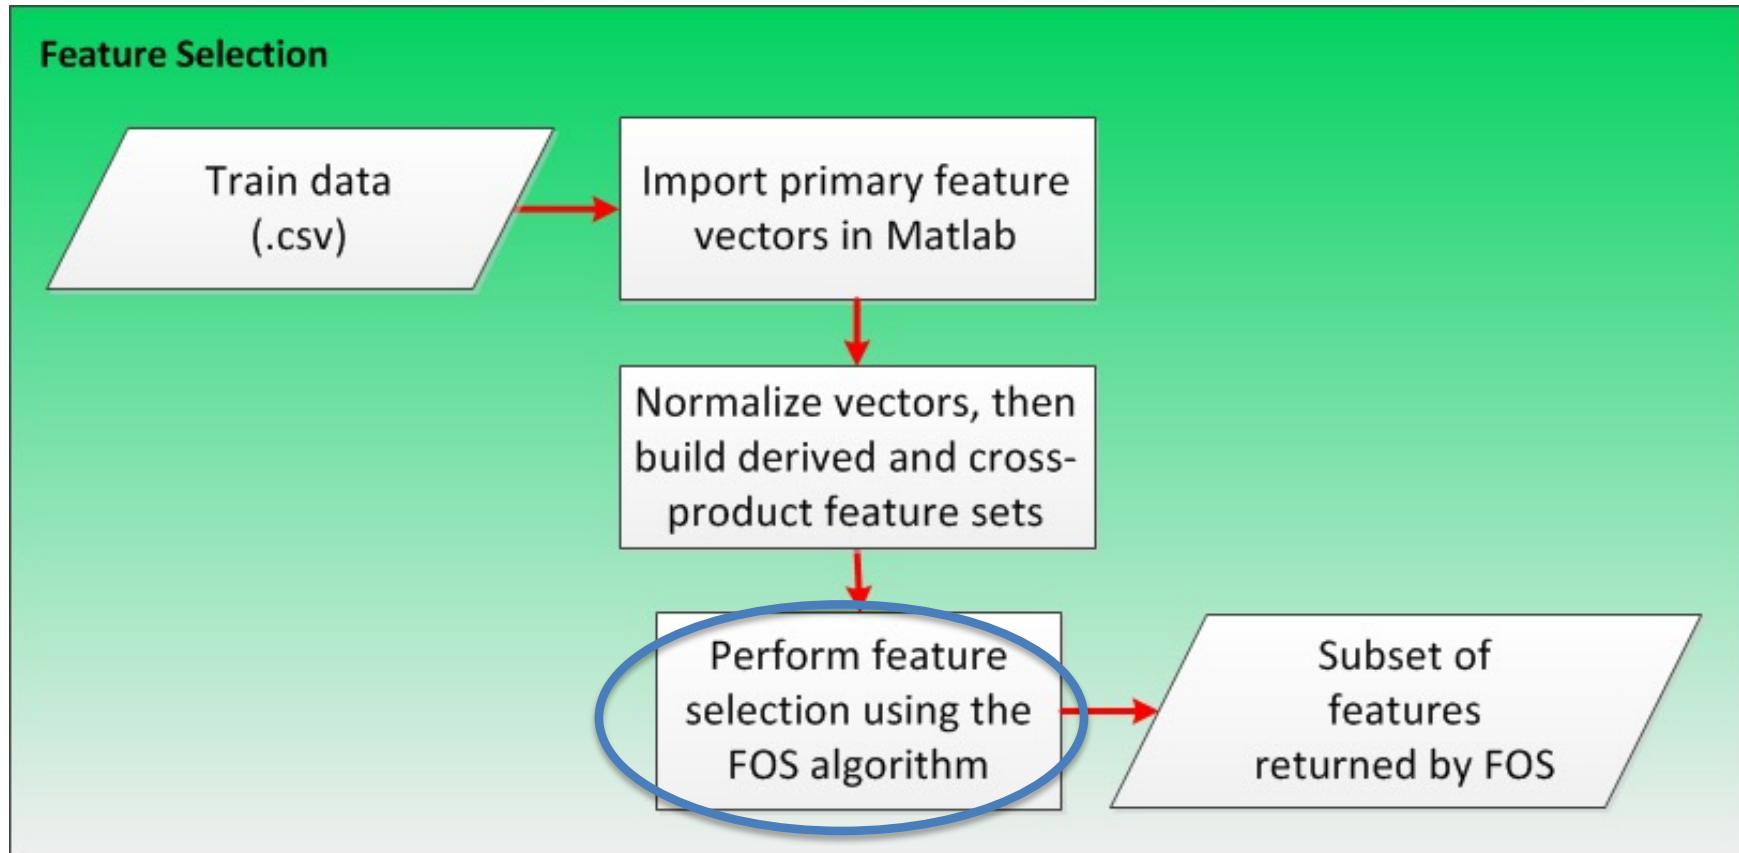 Feature Selection
Train data
(.csv)
Import primary feature
vectors in Matlab
Normalize vectors, then
build derived and cross-
product feature sets
Perform feature
selection using the
FOS algorithm
Subset of
features
returned by FOS